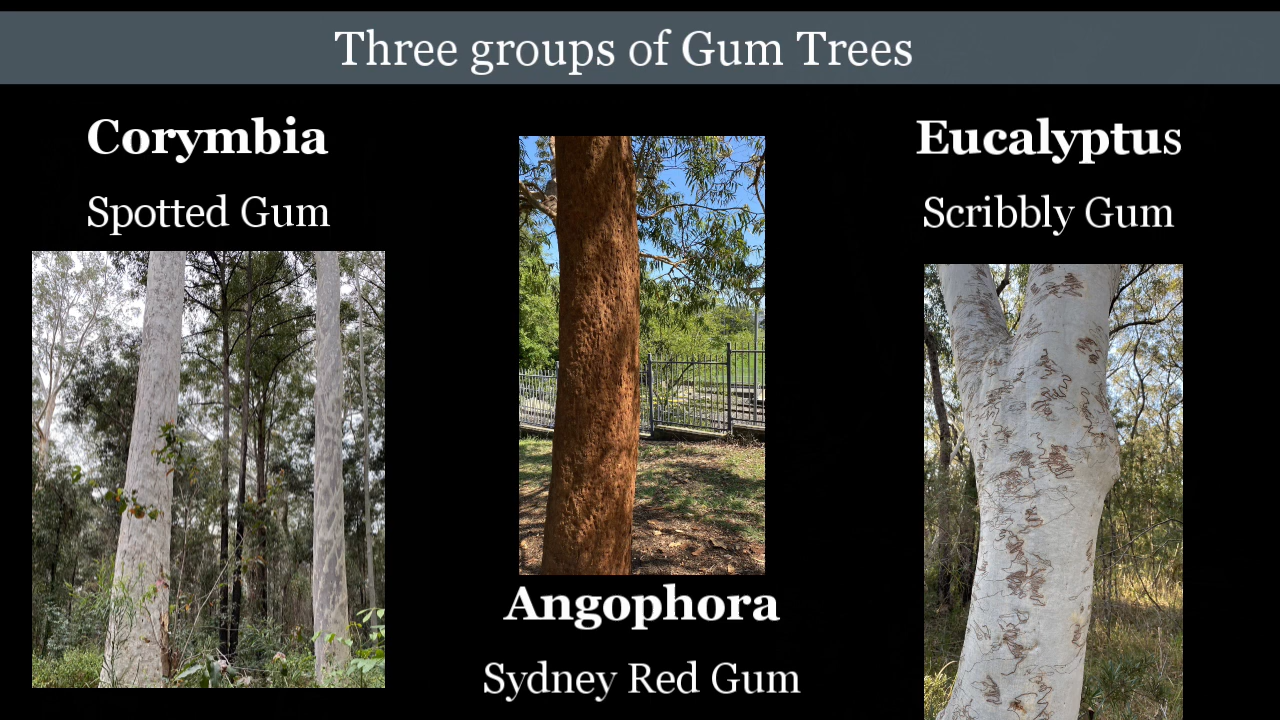 Three groups of Gum Trees
Corymbia
Spotted Gum
Angophora
Sydney Red Gum
Eucalyptus
Scribbly Gum